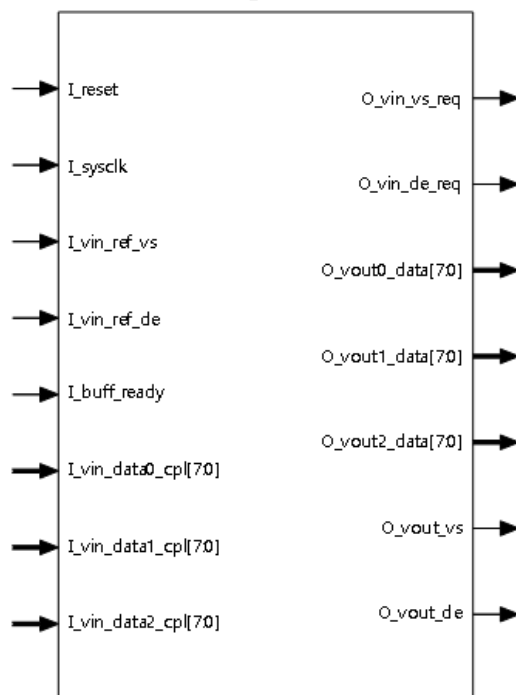 I_reset
I_sysclk
I_vin_ref_vs
I_vin_ref_de
I_buff_ready
I_vin_data0_cpl[7:0]
I_vin_data1_cpl[7:0]
I_vin_data2_cpl[7:0]
O_vin_vs_req
O_vin_de_req
O_vout0_data[7:0]
O_vout1_data[7:0]
O_vout2_data[7:0]
O_vout_vs
O_vout_de